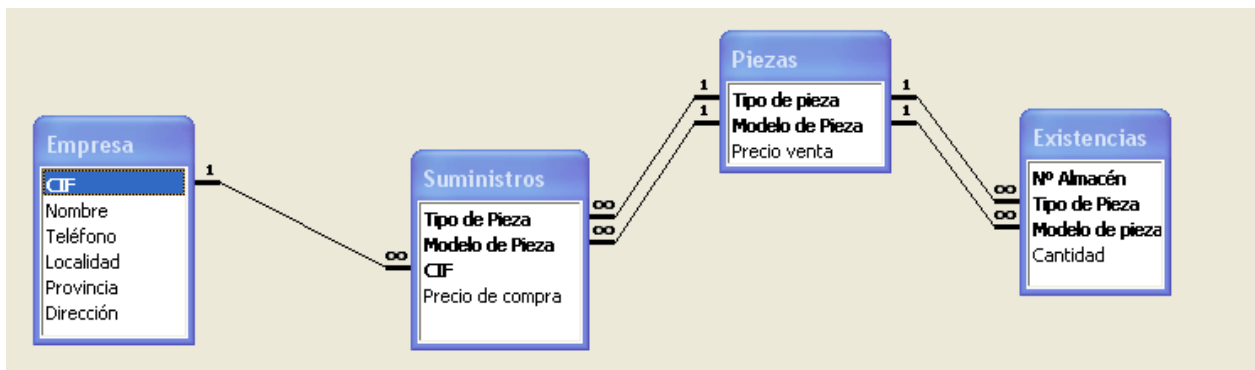 Empresa
CIF
Nombre
Teléfono
Localidad
Provincia
Dirección
1
∞
Suministros
Tipo de Pieza
Modelo de Pieza
CIF
Precio de compra
∞
∞
1
1
Piezas
Tipo de pieza
Modelo de Pieza
Precio venta
1
1
∞
∞
Existencias
Nº Almacén
Tipo de Pieza
Modelo de pieza
Cantidad